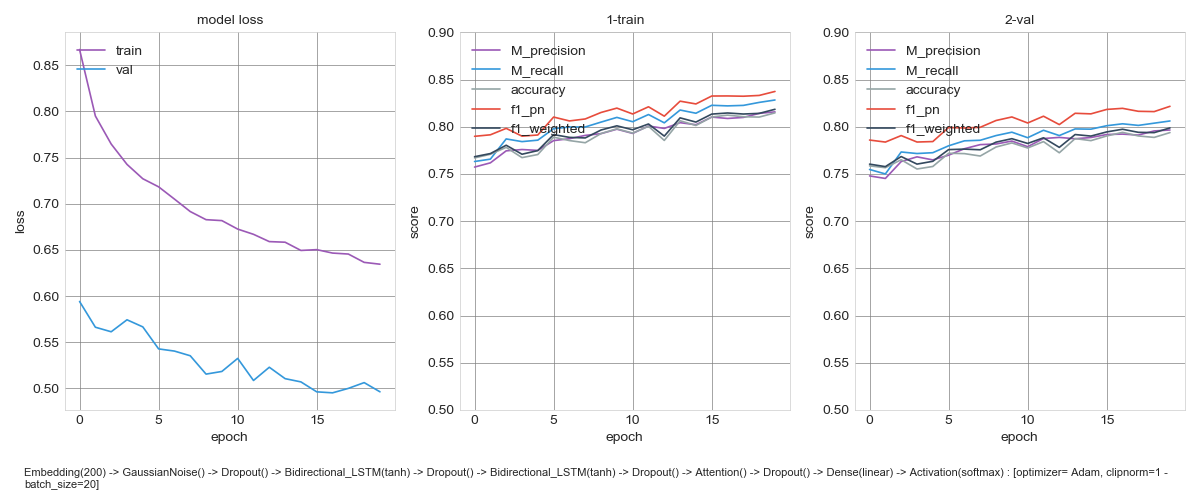 model loss
train
val
0.85
0.80
0.75
0.70
0.65
0.60
0.55
0.50
loss
0 5 10 15
epoch
1-train
M_precision
M_recall
accuracy
f1_pn
f1_weighted
0.90
0.85
0.80
0.75
0.70
0.65
0.60
0.55
0.50
score
0 5 10 15
epoch
2-val
M_precision
M_recall
accuracy
f1_pn
f1_weighted
0.90
0.85
0.80
0.75
0.70
0.65
0.60
0.55
0.50
score
0 5 10 15
epoch
Embedding(200) -> GaussianNoise() -> Dropout() -> Bidirectional_LSTM(tanh) -> Dropout() -> Bidirectional_LSTM(tanh) -> Dropout() -> Attention() -> Dropout() -> Dense(linear) -> Activation(softmax) : [optimizer= Adam, clipnorm=1 -
batch_size=20]